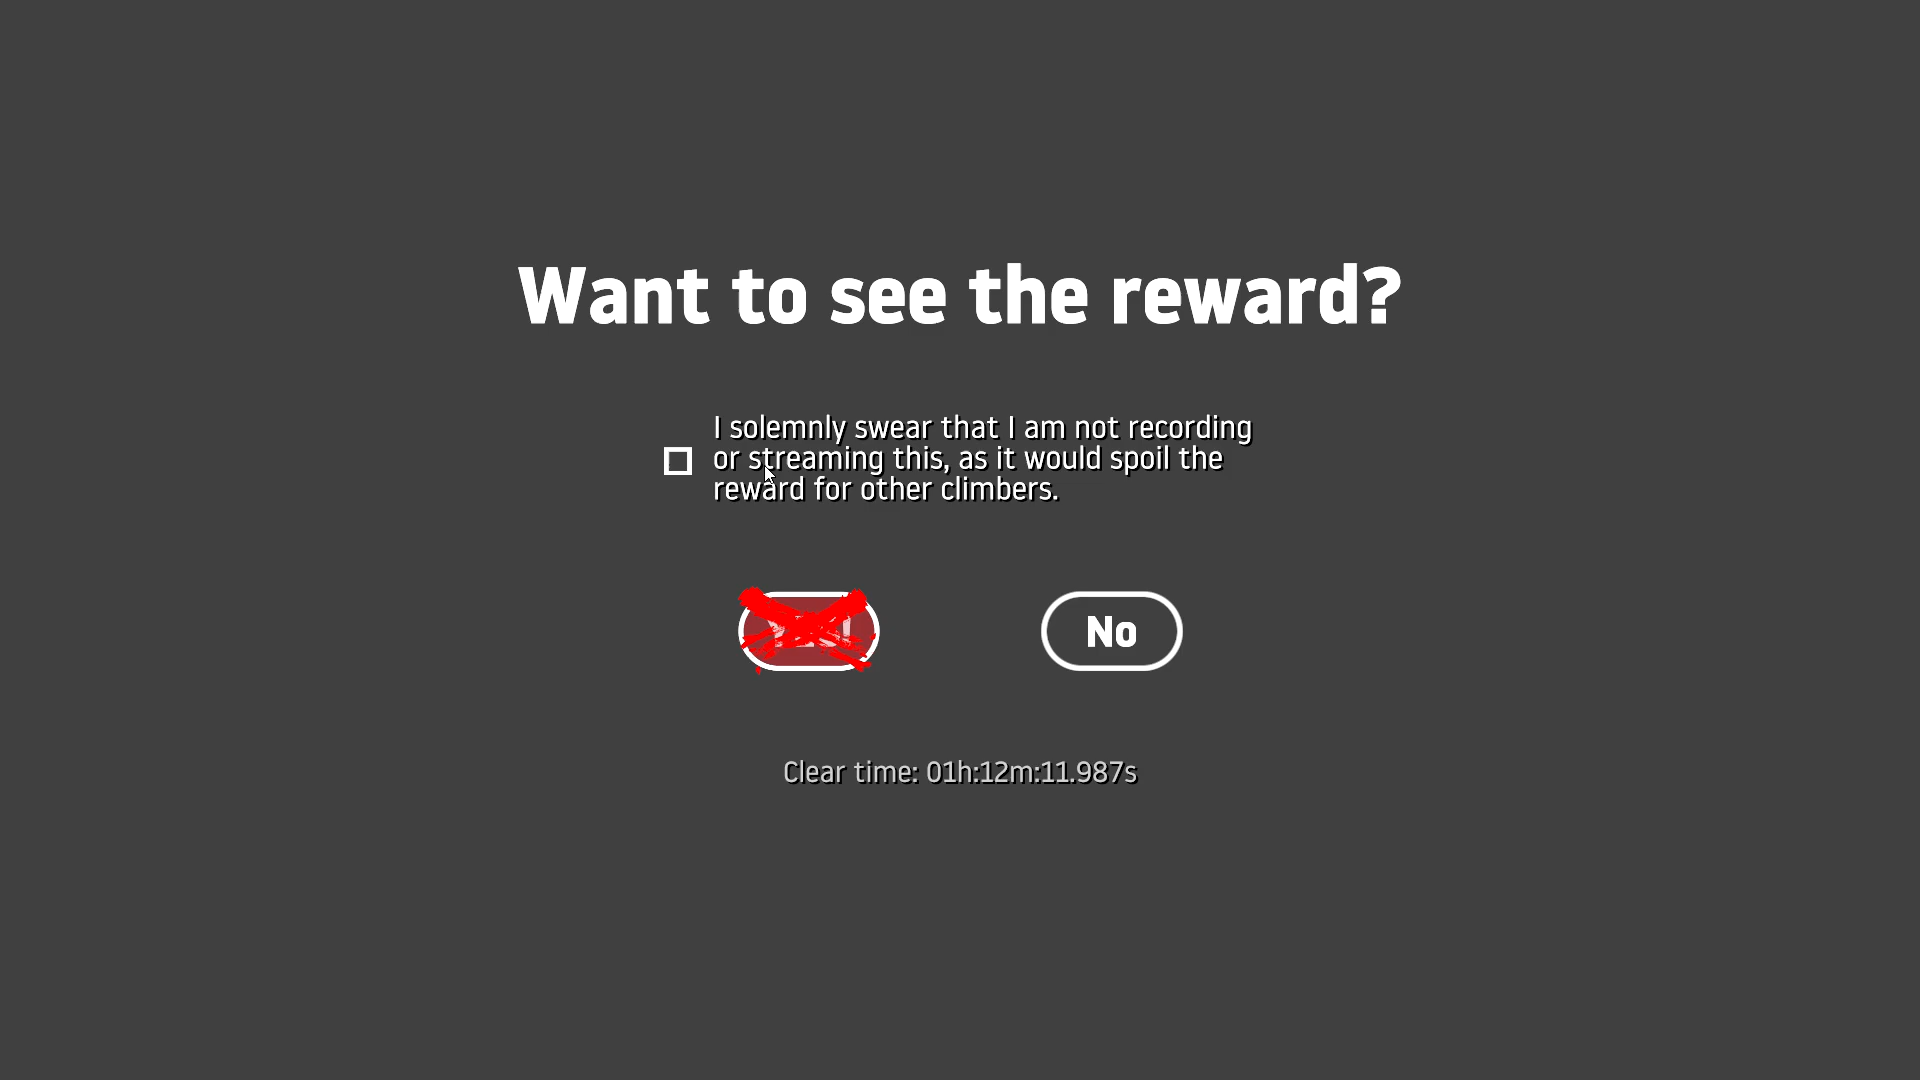 Want to see the reward?
I solemnly swear that I am not recording
or streaming this, as it would spoil the
reward for other climbers.
No
Clear time: 01h:12m:11.987s